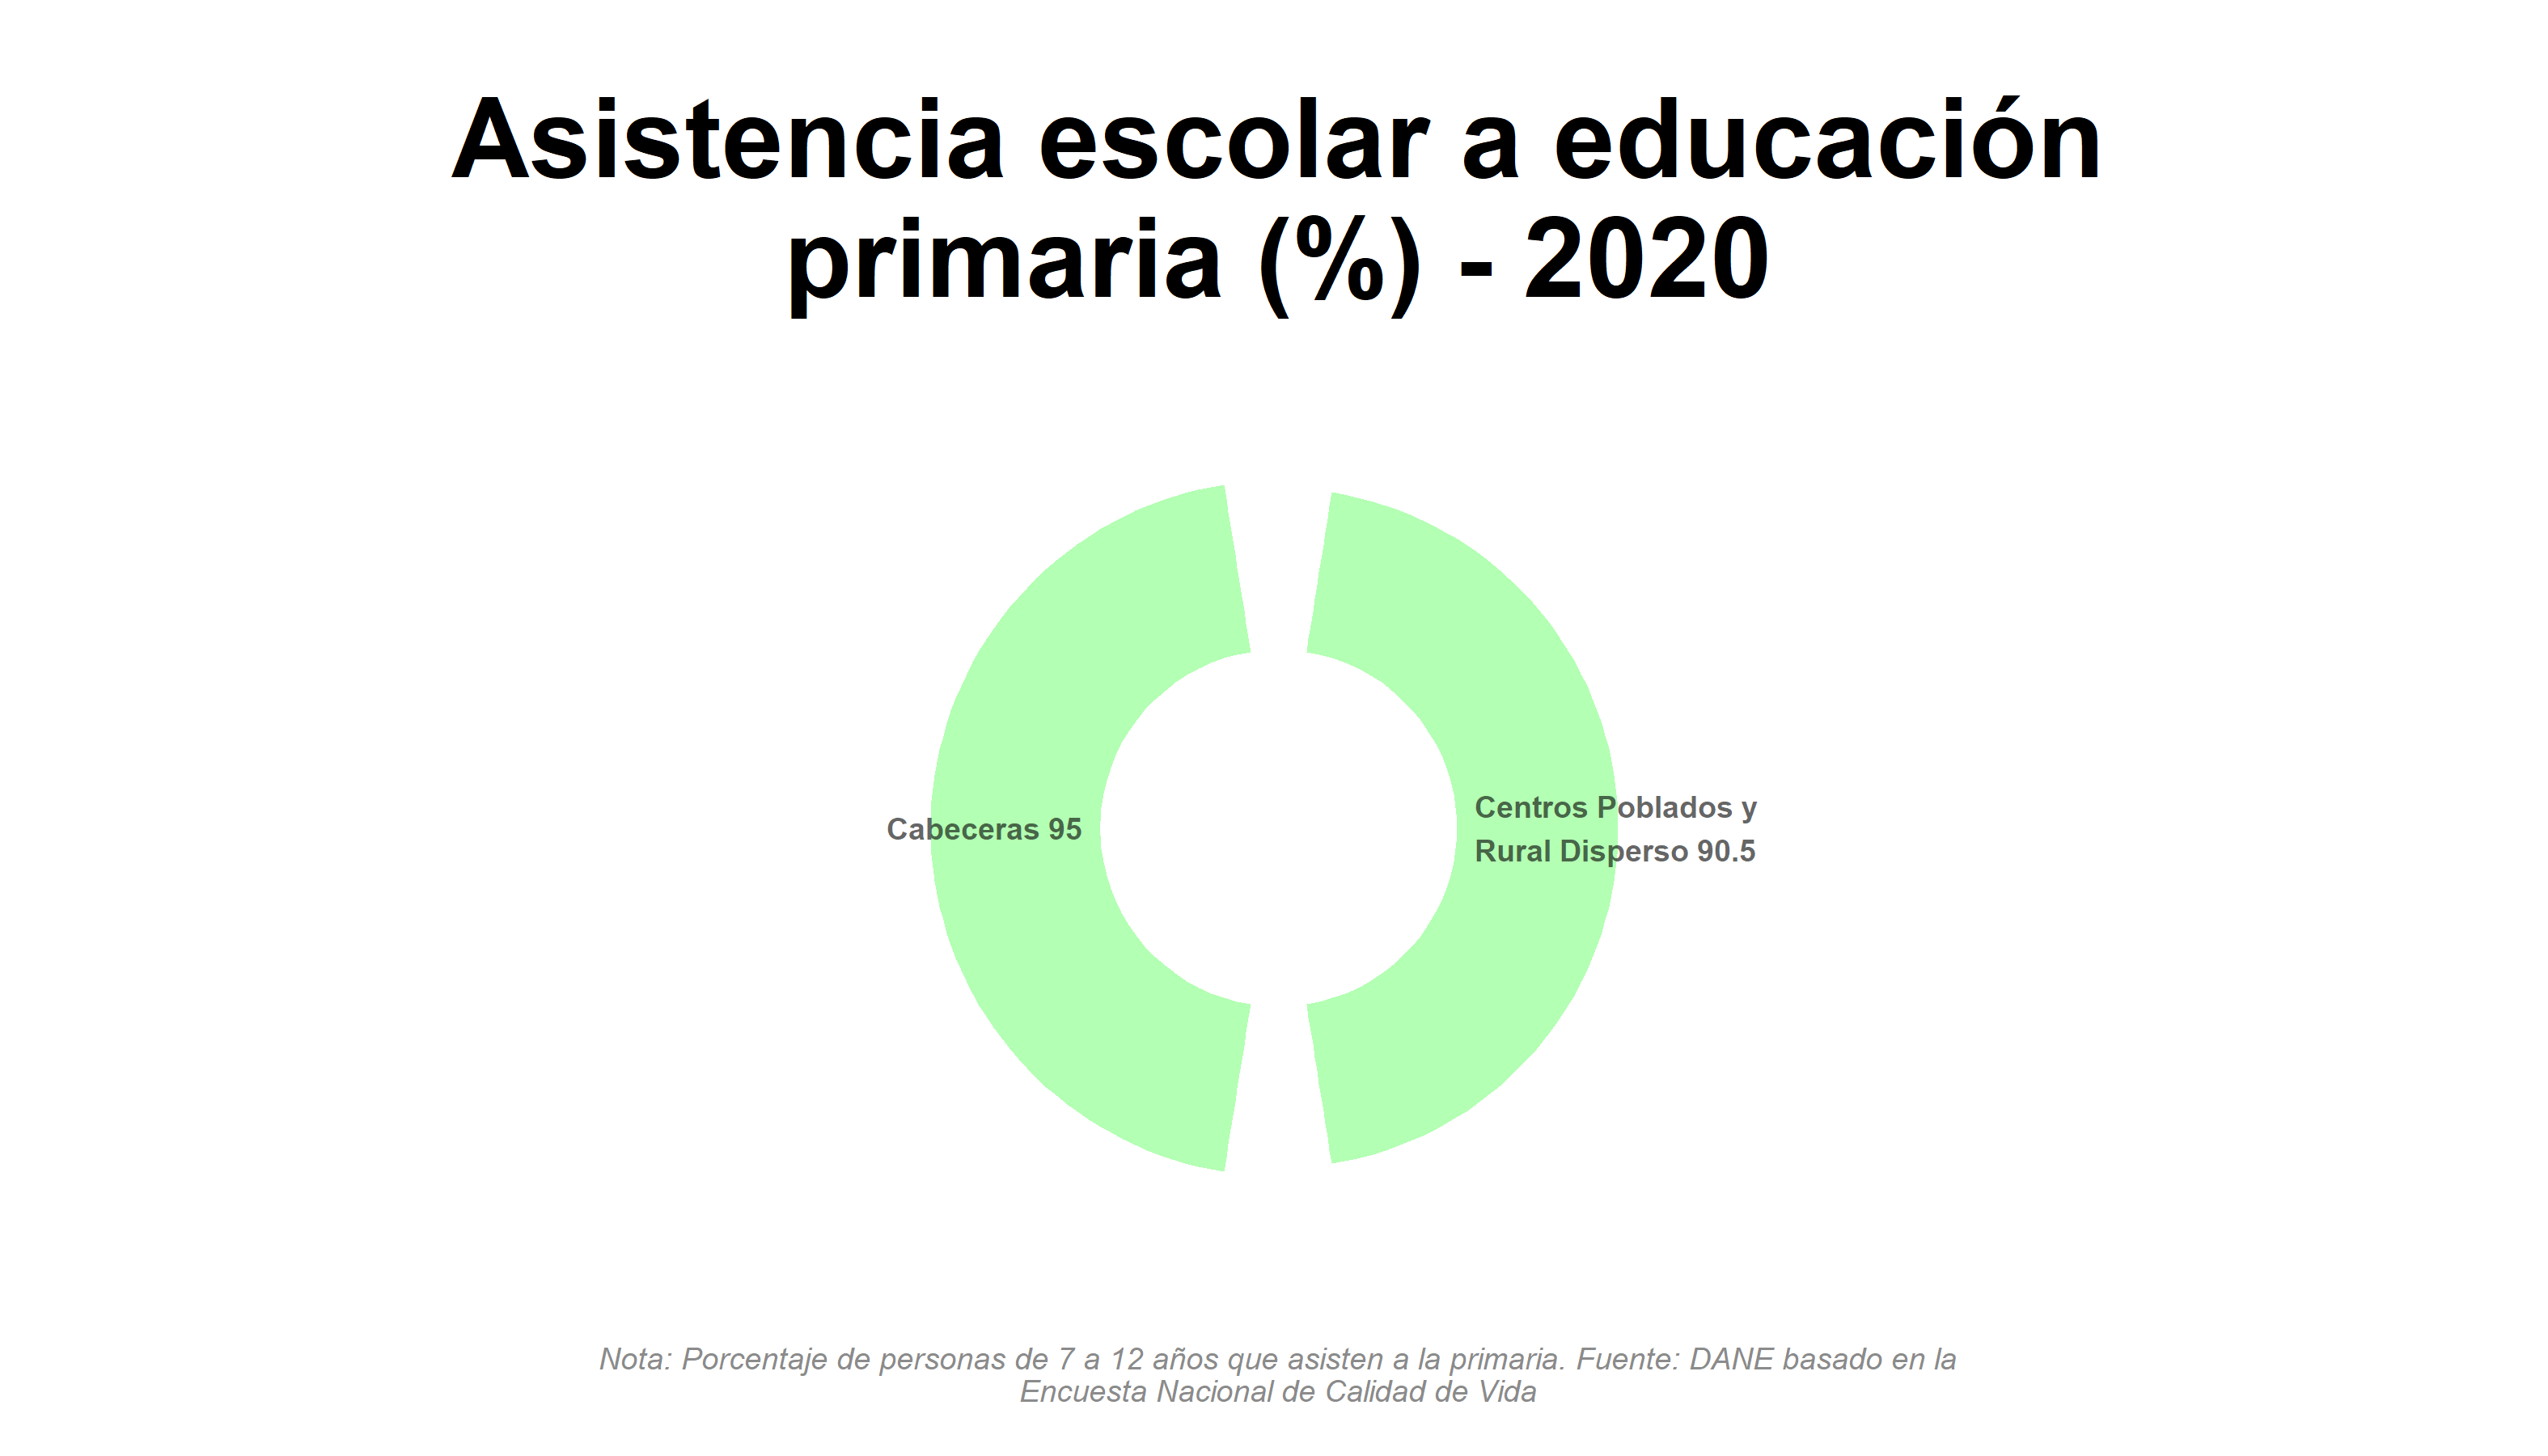 Asistencia escolar a educación
primaria (%) - 2020
Cabeceras 95
Centros Poblados y
Rural Disperso 90.5
Nota: Porcentaje de personas de 7 a 12 años que asisten a la primaria. Fuente: DANE basado en la
Encuesta Nacional de Calidad de Vida